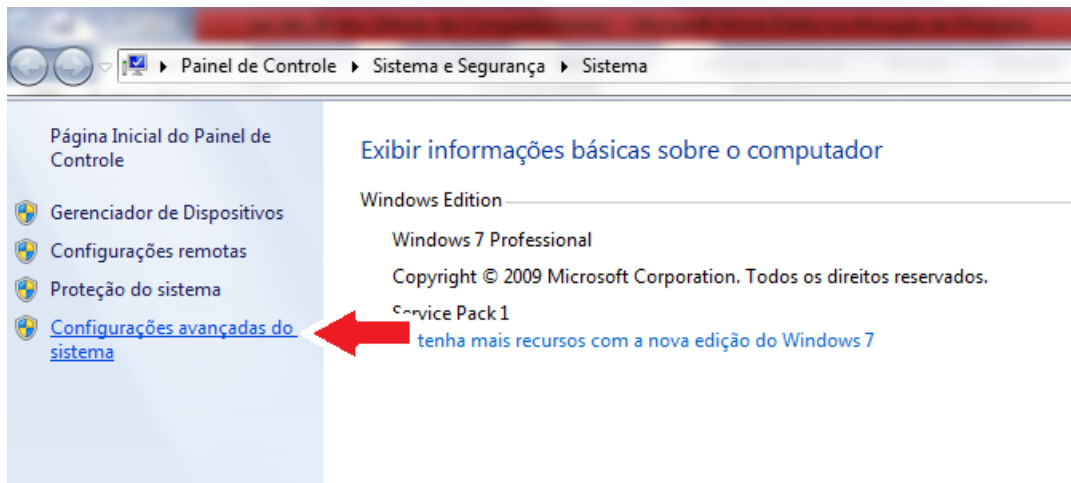 Painel de Controle ▸ Sistema e Segurança ▸ Sistema
Página Inicial do Painel de
Controle
Gerenciador de Dispositivos
Configurações remotas
Proteção do sistema
Configurações avançadas do
sistema
Exibir informações básicas sobre o computador
Windows Edition
Windows 7 Professional
Copyright © 2009 Microsoft Corporation. Todos os direitos reservados.
Service Pack 1
tenha mais recursos com a nova edição do Windows 7